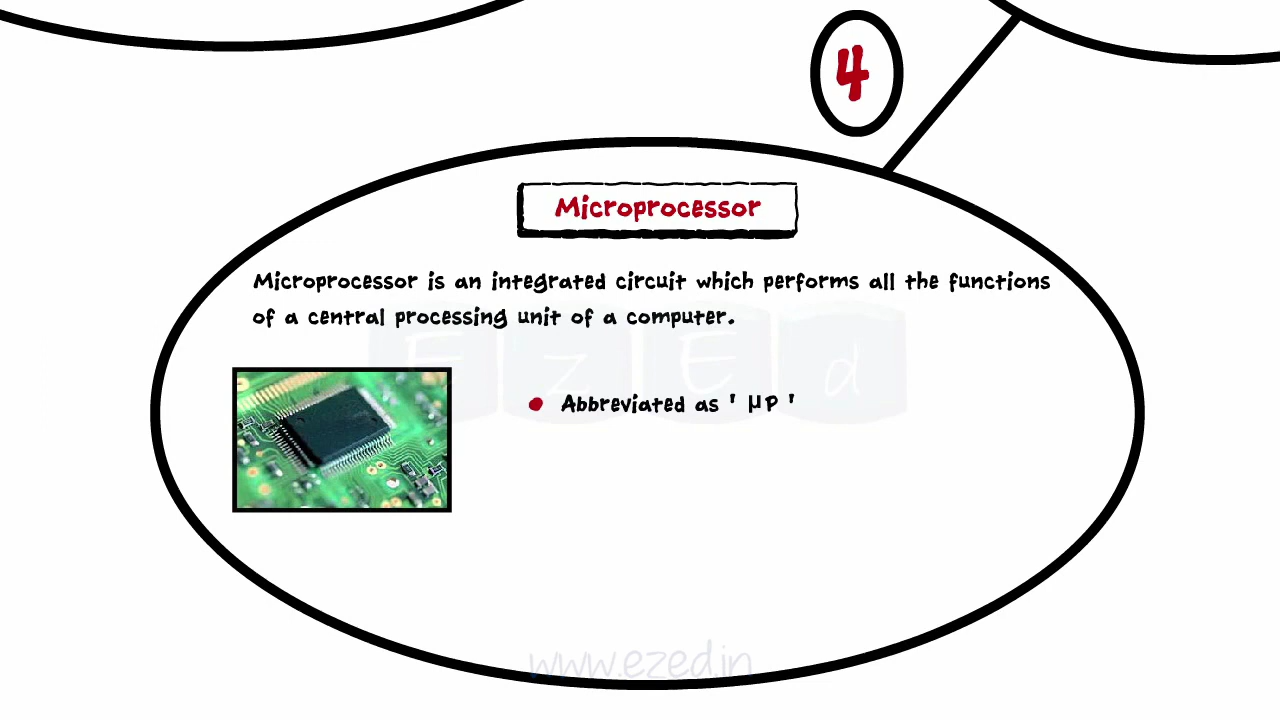 4
Microprocessor
Microprocessor is an integrated circuit which performs all the functions
of a central processing unit of a computer.
E z E d
• Abbreviated as ' μP '
www.ezed.in